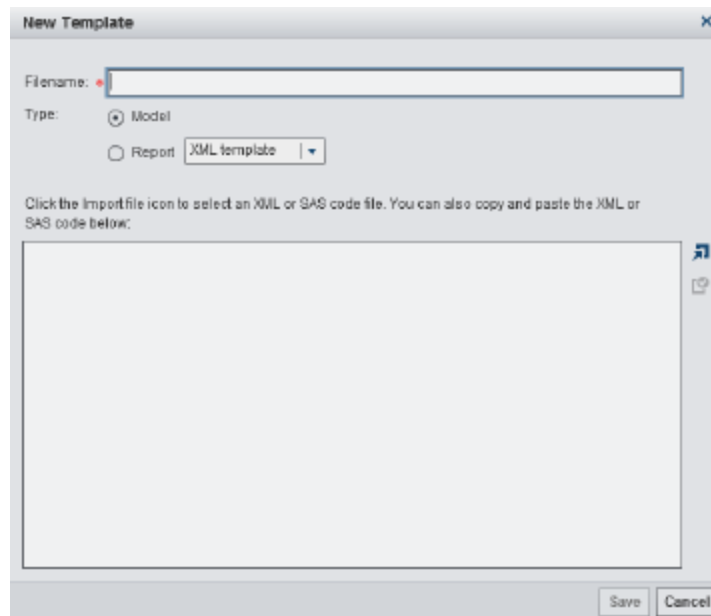 New Template
Filename: *
Type:
Model
Report XML template
Click the Import file icon to select an XML or SAS code file. You can also copy and paste the XML or
SAS code below:
Save Cancel